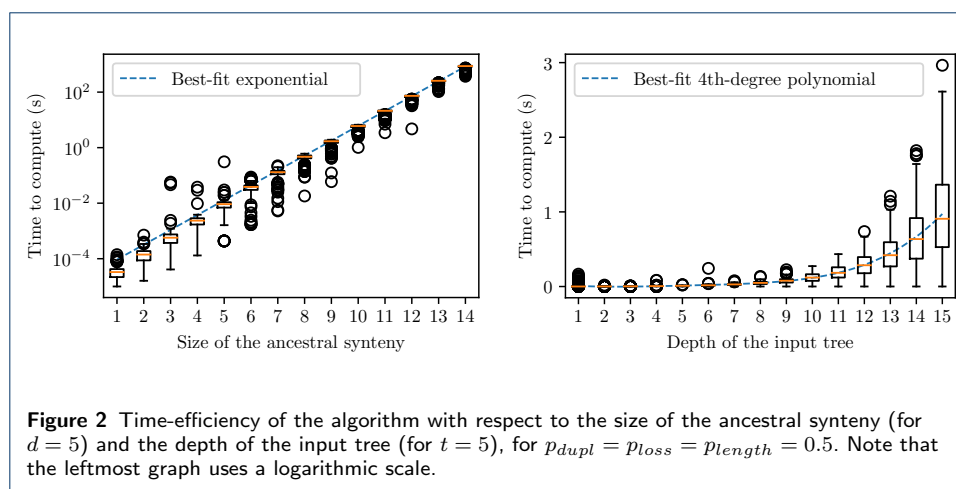 Best-fit exponential
Time to compute (s)
10²
10⁰
10⁻²
10⁻⁴
1 2 3 4 5 6 7 8 9 10 11 12 13 14
Size of the ancestral synteny
Best-fit 4th-degree polynomial
Time to compute (s)
3
2
1
0
1 2 3 4 5 6 7 8 9 10 11 12 13 14 15
Depth of the input tree
Figure 2 Time-efficiency of the algorithm with respect to the size of the ancestral synteny (for
d = 5) and the depth of the input tree (for t = 5), for p_dupl = p_loss = p_length = 0.5. Note that
the leftmost graph uses a logarithmic scale.